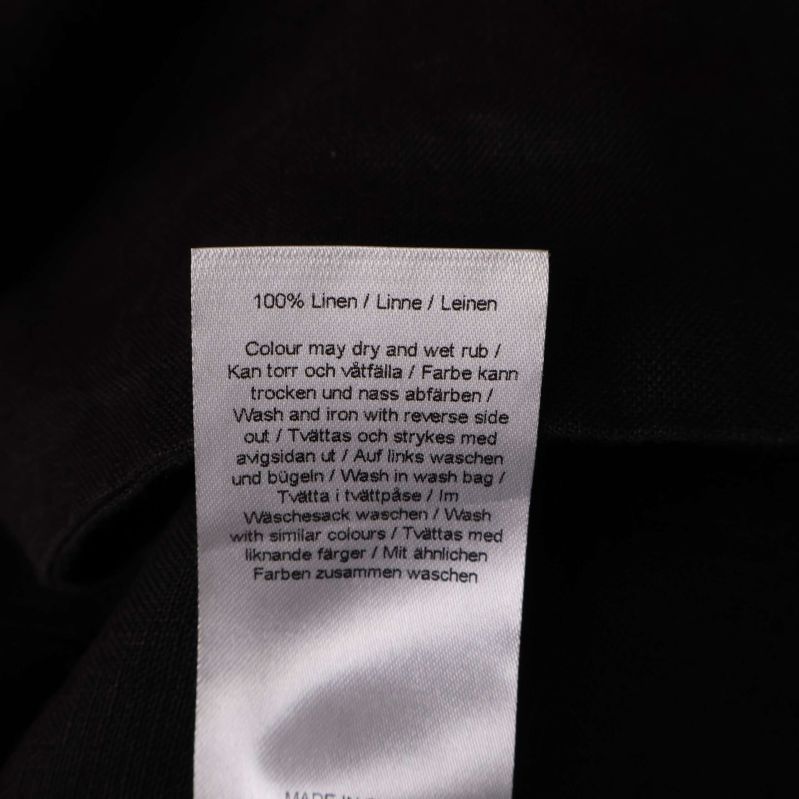 100% Linen / Linne / Leinen
Colour may dry and wet rub /
Kan torr och våtfälla / Farbe kann
trocken und nass abfärben /
Wash and iron with reverse side
out / Tvättas och strykes med
avigsidan ut / Auf links waschen
und bügeln / Wash in wash bag /
Tvätta i tvättpåse / Im
Wäschesack waschen / Wash
with similar colours / Tvättas med
liknande färger / Mit ähnlichen
Farben zusammen waschen
MADE IN